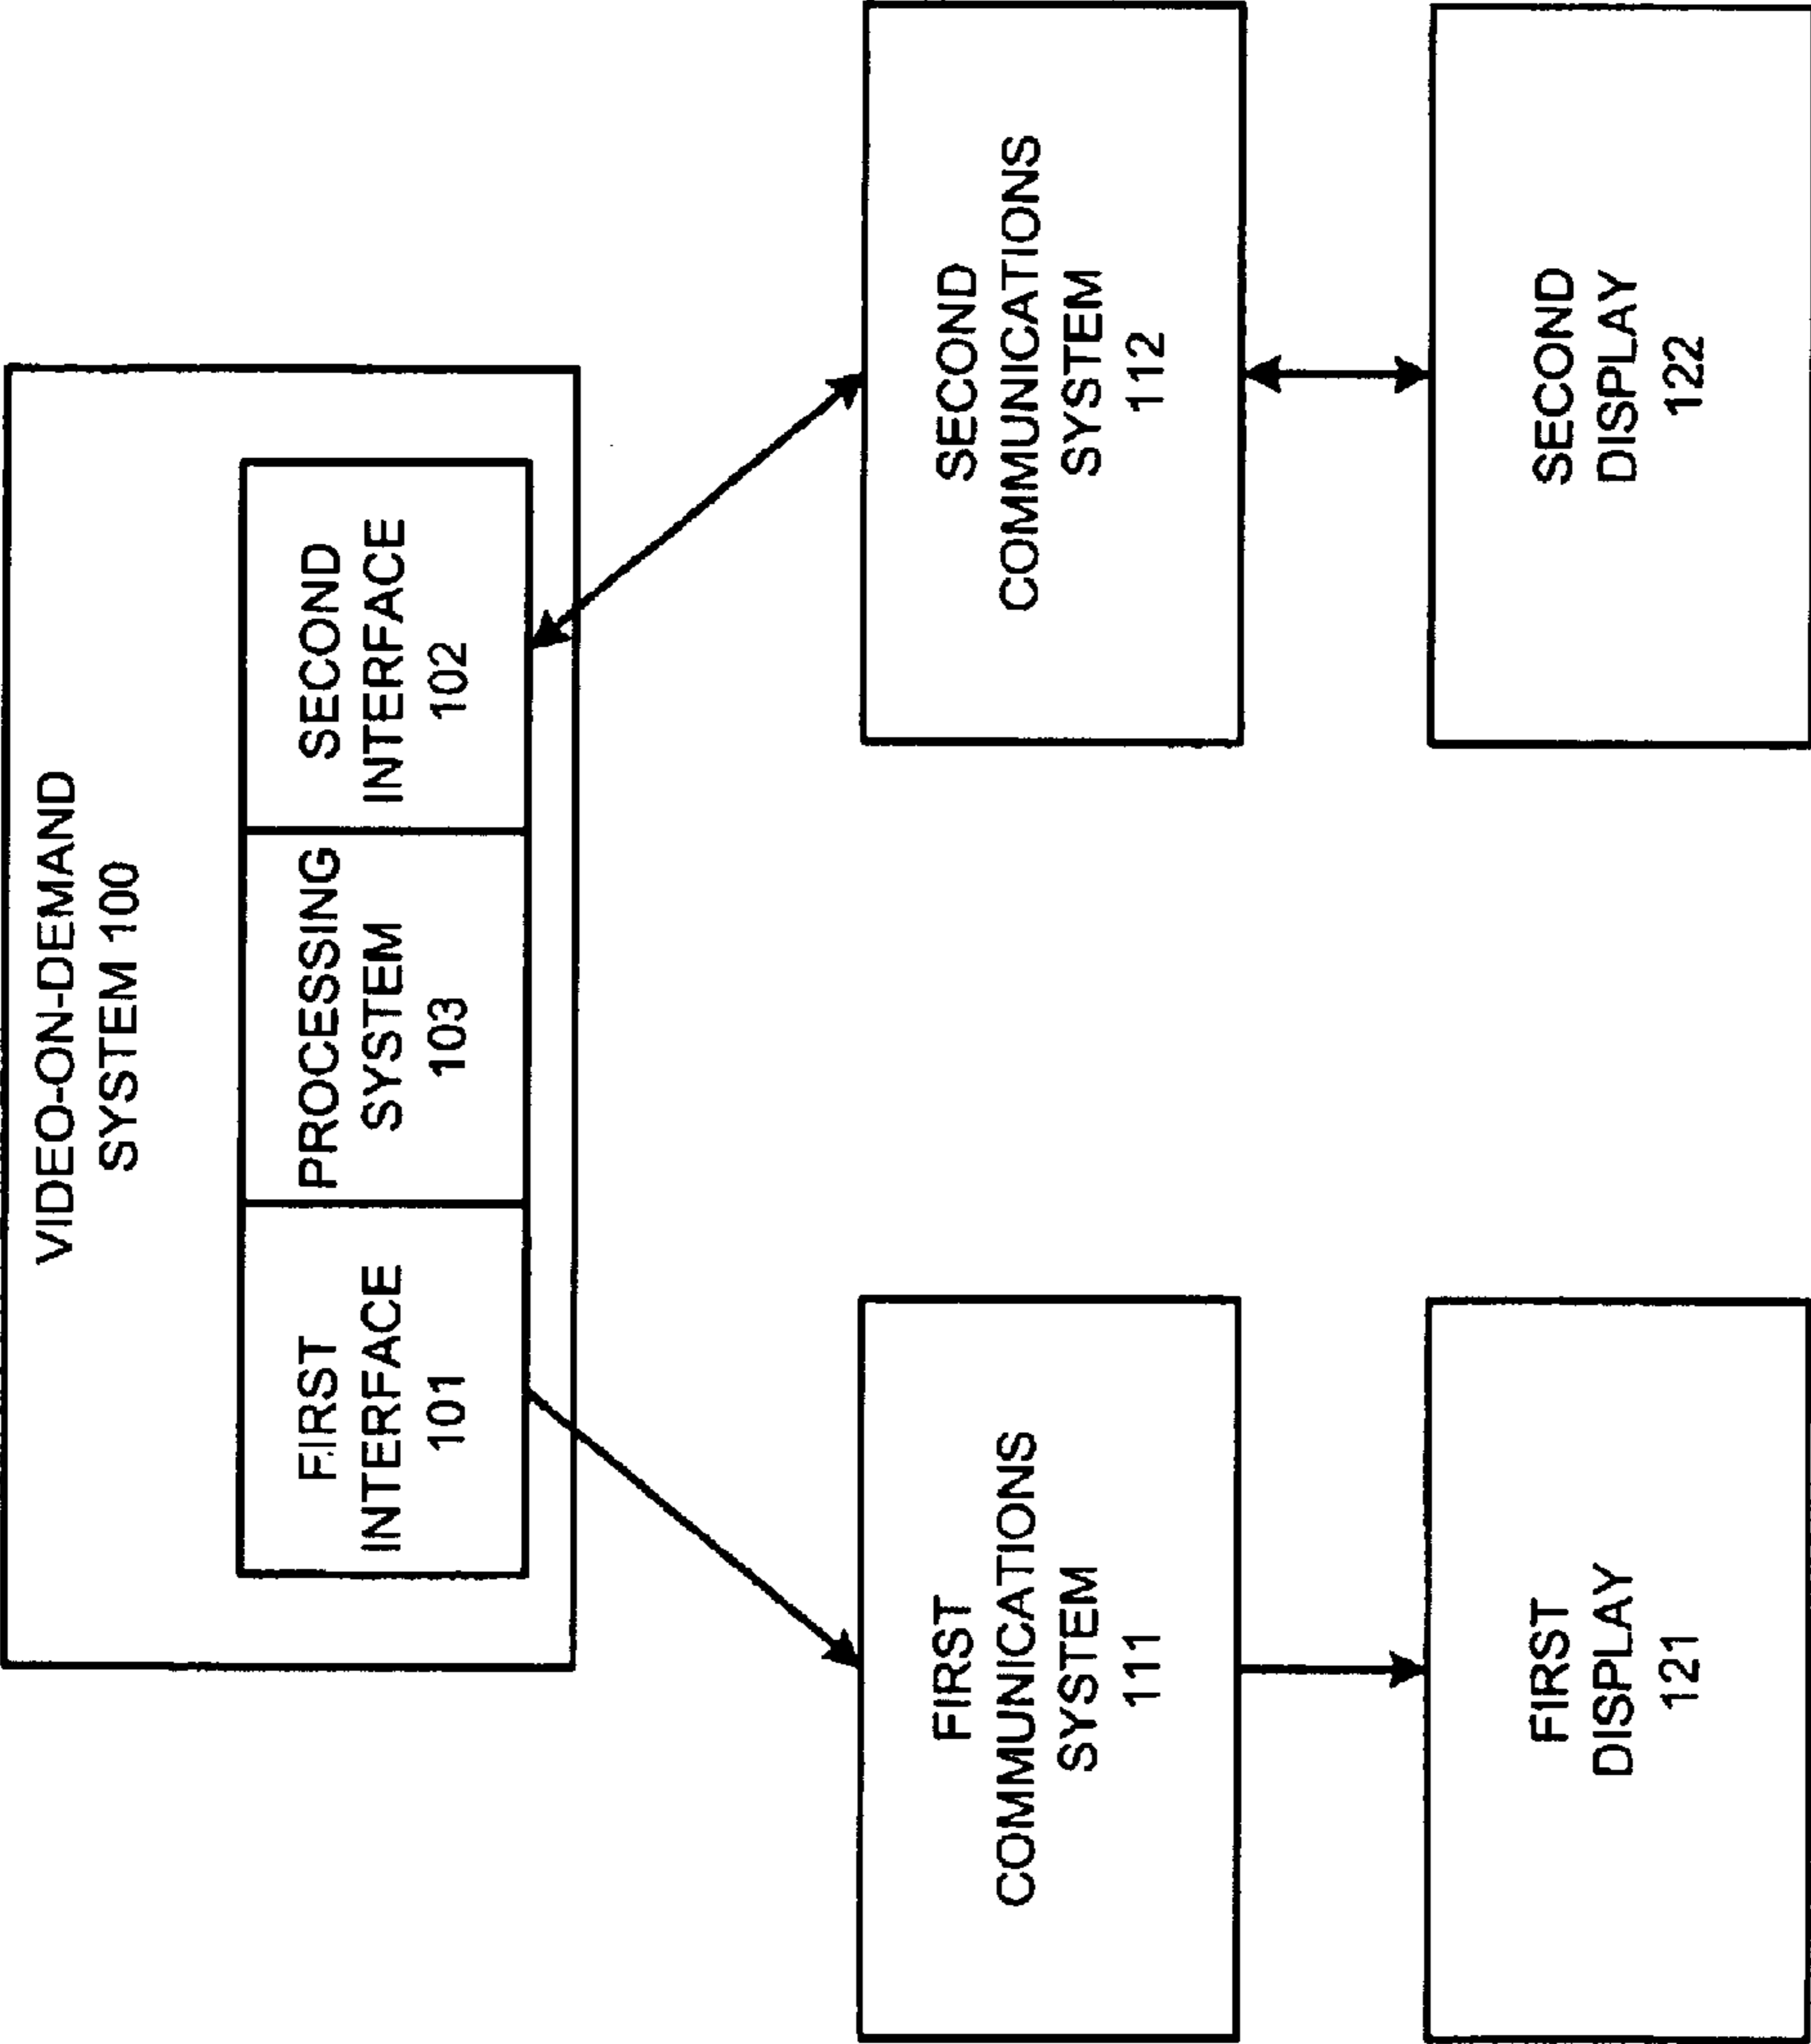 VIDEO-ON-DEMAND
SYSTEM 100
FIRST
INTERFACE
101
PROCESSING
SYSTEM
103
SECOND
INTERFACE
102
FIRST
COMMUNICATIONS
SYSTEM
111
SECOND
COMMUNICATIONS
SYSTEM
112
FIRST
DISPLAY
121
SECOND
DISPLAY
122